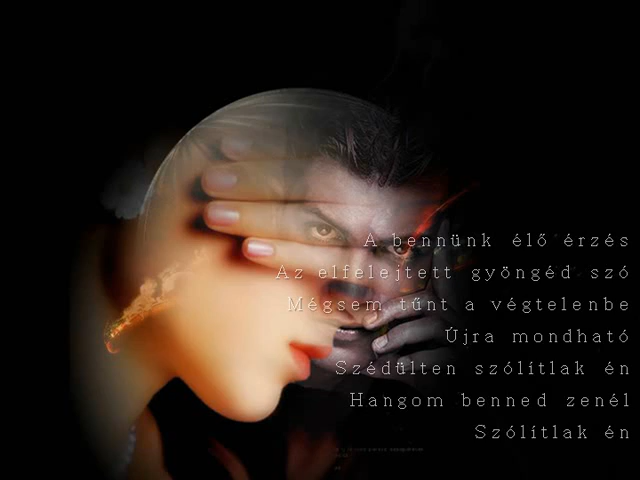 A bennünk élő érzés
Az elfelejtett gyöngéd szó
Mégsem tűnt a végtelenbe
Újra mondható
Szédülten szólítlak én
Hangom benned zenél
Szólítlak én